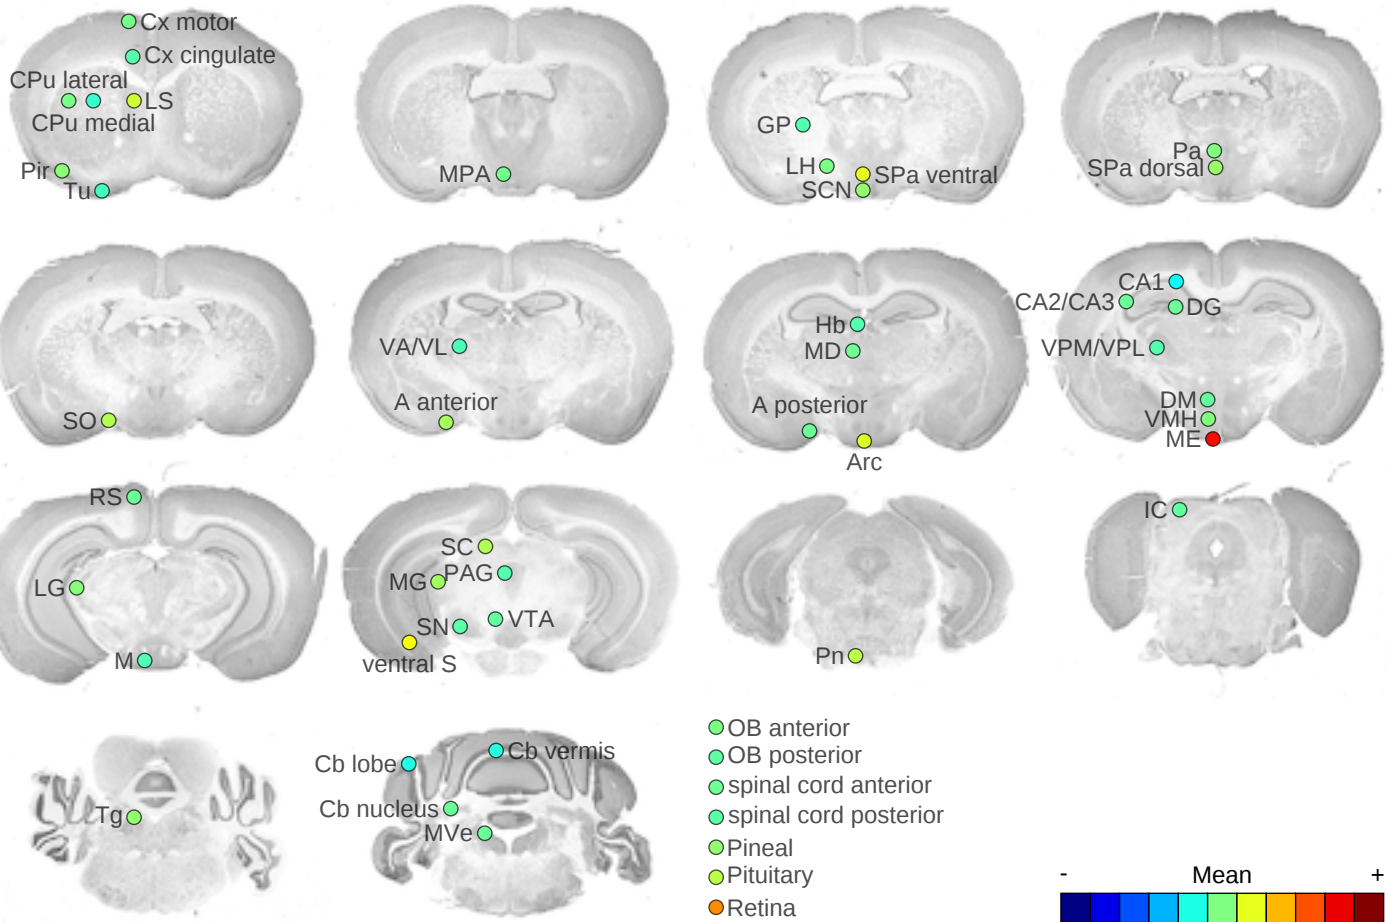 Cx motor
Cx cingulate
CPu lateral
LS
CPu medial
Pir
Tu
MPA
GP
LH
SPa ventral
SCN
Pa
SPa dorsal
SO
VA/VL
A anterior
Hb
MD
A posterior
Arc
CA1
CA2/CA3
DG
VPM/VPL
DM
VMH
ME
RS
LG
M
SC
MG
PAG
SN
VTA
ventral S
Pn
IC
Tg
Cb lobe
Cb vermis
Cb nucleus
MVe
OB anterior
OB posterior
spinal cord anterior
spinal cord posterior
Pineal
Pituitary
Retina
- Mean +